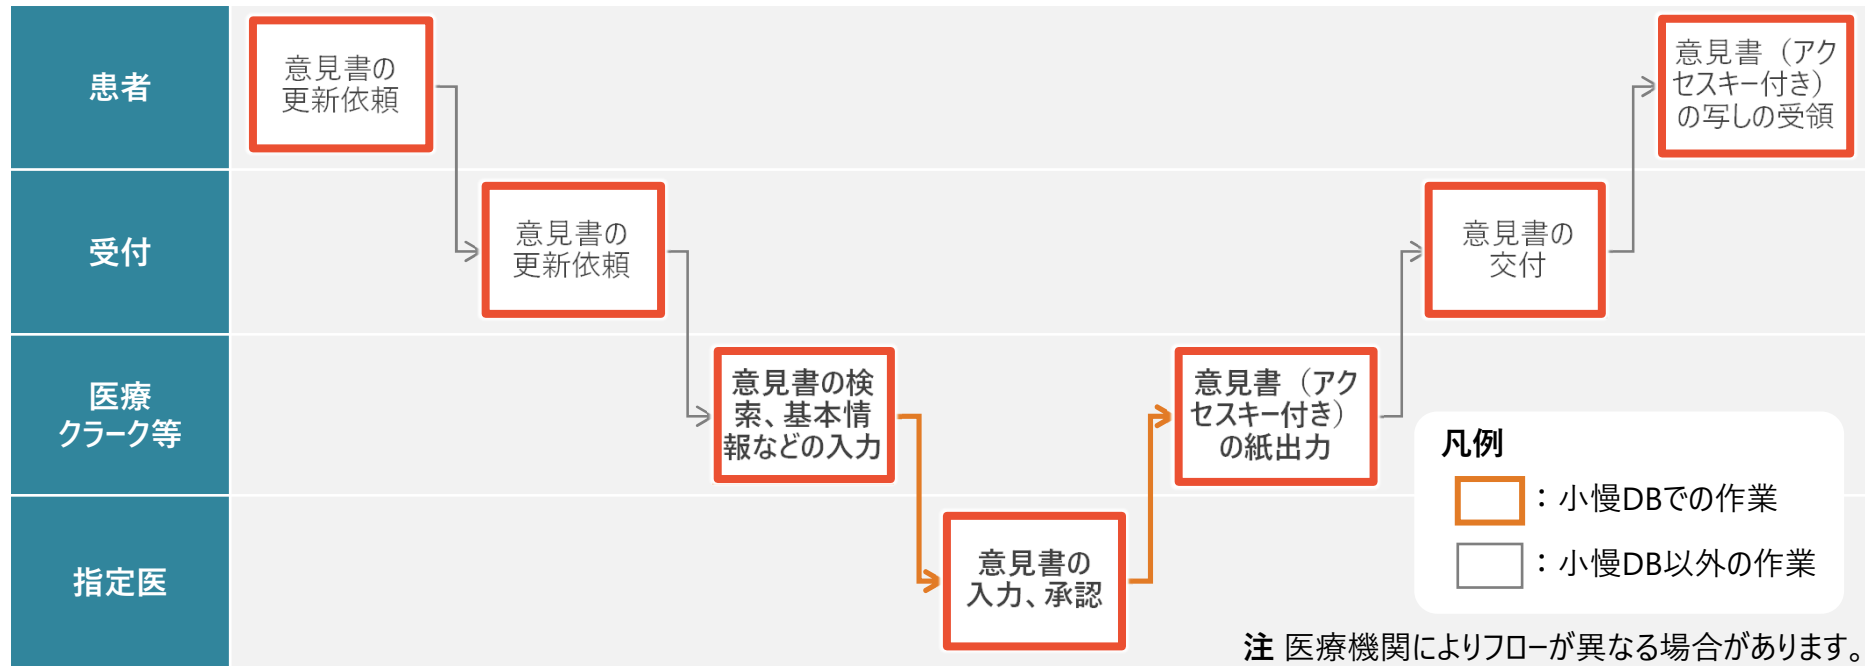 患者
意見書の
更新依頼
意見書（アク
セスキー付き）
の写しの受領
受付
意見書の
更新依頼
意見書の
交付
医療
クラーク等
意見書の検
索、基本情
報などの入力
意見書（アク
セスキー付き）
の紙出力
指定医
意見書の
入力、承認
凡例
：小慢DBでの作業
：小慢DB以外の作業
注 医療機関によりフローが異なる場合があります。